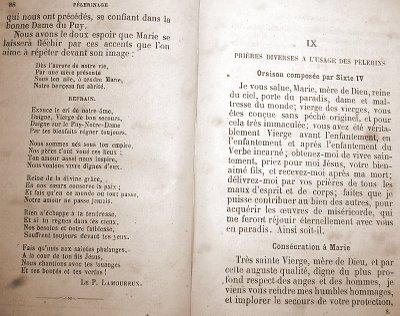 88 PÈLERINAGE
qui nous ont précédés, se confiant dans la
bonne Dame du Puy.
Nous avons le doux espoir que Marie se
laissera fléchir par ces accents que l'on
aime à répéter devant son image :
Dès l'aurore de notre vie,
Par une mère présenté
Nous ton aile, ô tendre Marie,
Notre berceau fut abrité.
REFRAIN.
Exauce le cri de notre âme,
Daigne, Vierge de bon secours,
Daigne sur le Puy-Notre-Dame
Par tes bienfaits régner toujours.
Nous sommes nés sous ton empire,
Nos pères t'ont voué ces lieux ;
Ton amour aussi nous inspire,
Nous voulons vivre dignes d'eux.
Reine de la divine grâce,
En nos cœurs conserve la paix ;
Et fais qu'en ce monde où tout passe,
Notre amour ne passe jamais.
Rien n'échappe à ta tendresse,
Et si tu règnes dans les cieux,
Nos besoins et notre faiblesse,
Souffrent toujours devant tes yeux.
Fais qu'unis aux saintes phalanges,
A la cour de ton fils Jésus,
Nous chantions avec les louanges
Et tes bontés et tes vertus !
Le P. LAMOUREUX.
IX
PRIÈRES DIVERSES A L'USAGE DES PÈLERINS
Oraison composée par Sixte IV
Je vous salue, Marie, mère de Dieu, reine
du ciel, porte du paradis, dame et maî-
tresse du monde; vierge des vierges, vous
êtes conçue sans péché originel, et pour
cela très immaculée; vous avez été vérita-
blement Vierge avant l'enfantement, en
l'enfantement et après l'enfantement du
Verbe incarné; obtenez-moi de vivre sain-
tement, priez pour moi Jésus, votre bien-
aimé fils, et recevez-moi après ma mort;
délivrez-moi par vos prières de tous les
maux d'esprit et de corps; faites que je
puisse contribuer au bien des autres, pour
acquérir les œuvres de miséricorde, qui
me feront réjouir éternellement avec vous
en paradis. Ainsi soit-il.
Consécration à Marie
Très sainte Vierge, mère de Dieu, et par
cette auguste qualité, digne du plus pro-
fond respect des anges et des hommes, je
viens vous rendre mes humbles hommages,
et implorer le secours de votre protection,
8.